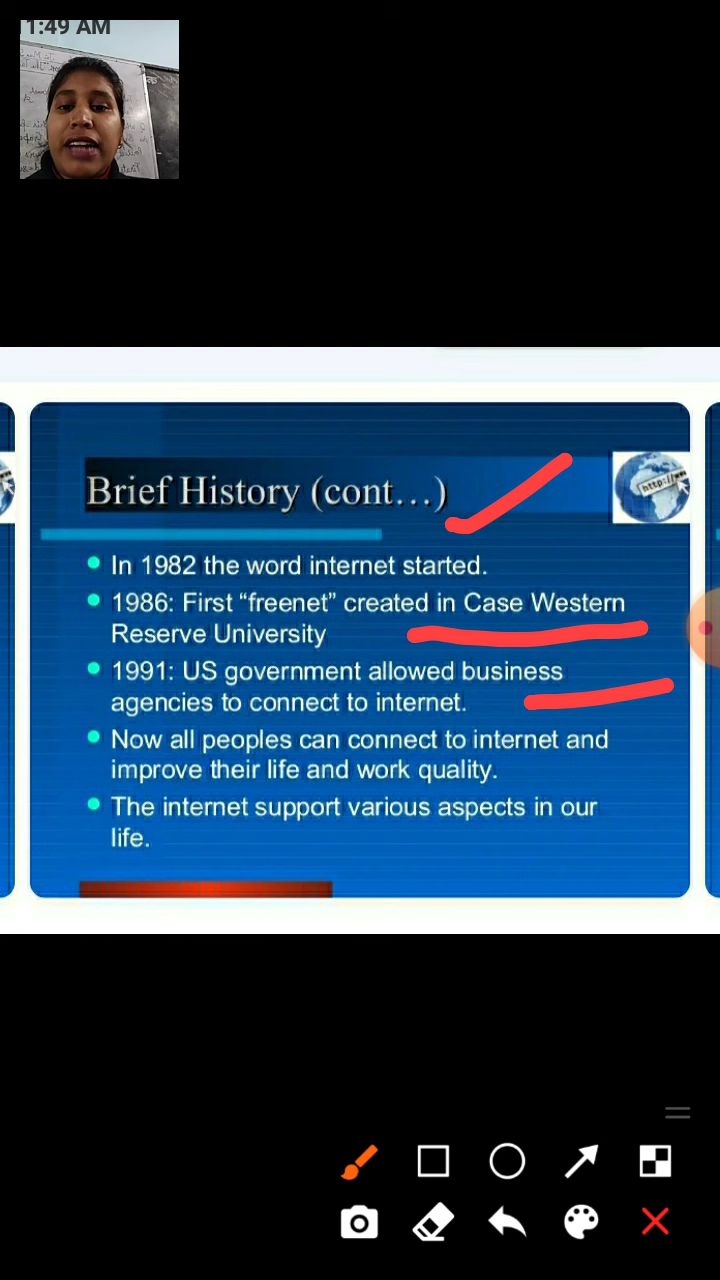 1:49 AM
Brief History (cont...)
http://w
In 1982 the word internet started.
1986: First “freenet” created in Case Western
Reserve University
1991: US government allowed business
agencies to connect to internet.
Now all peoples can connect to internet and
improve their life and work quality.
The internet support various aspects in our
life.